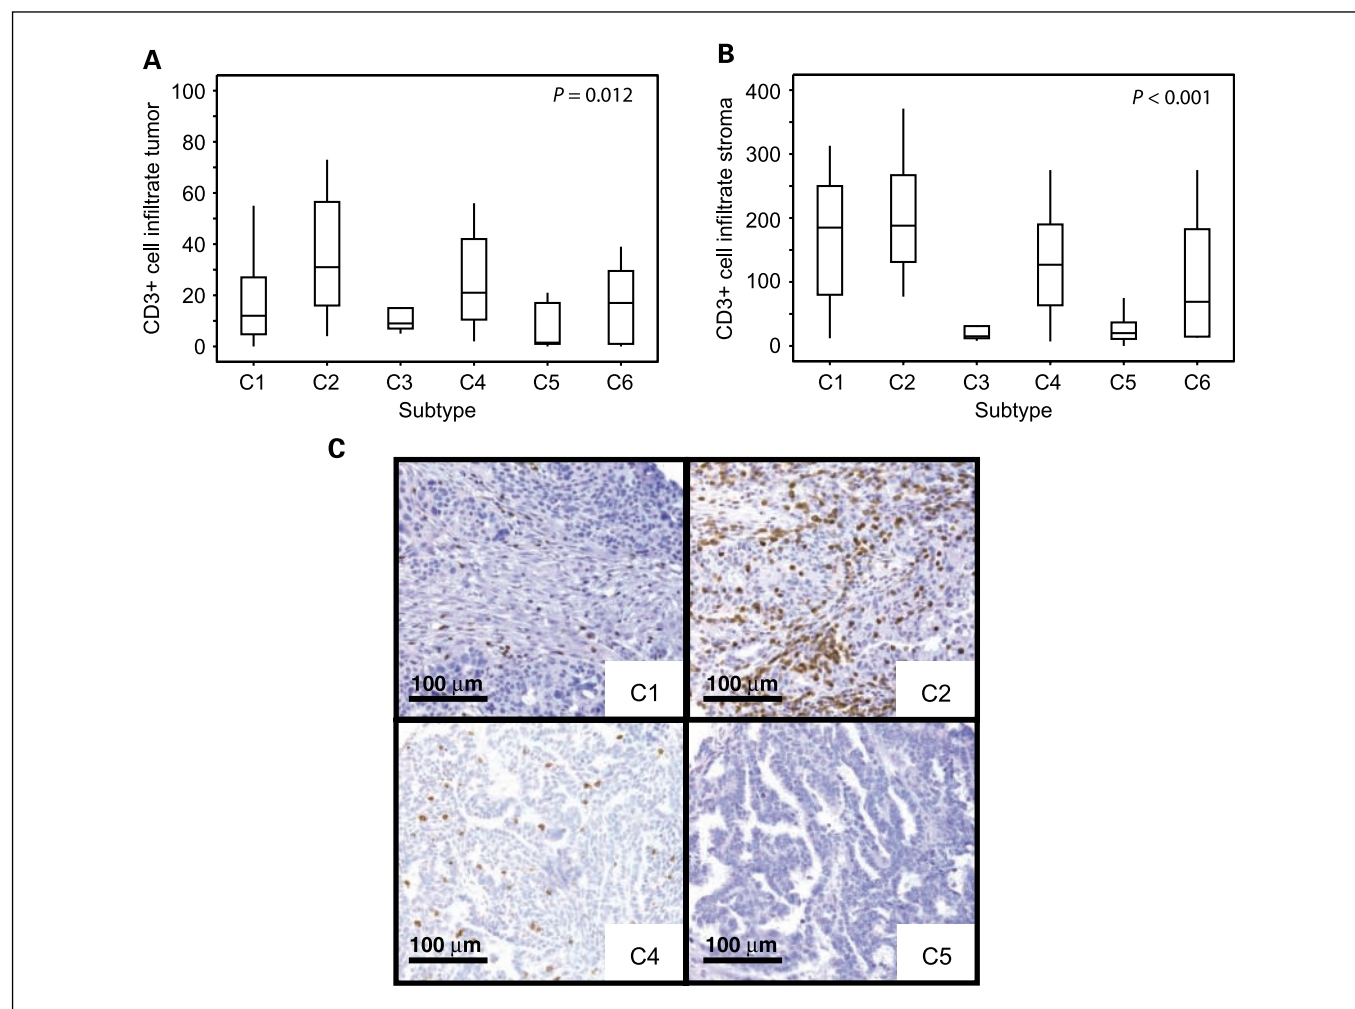 A
CD3+ cell infiltrate tumor
P = 0.012
100
80
60
40
20
0
C1 C2 C3 C4 C5 C6
Subtype
B
CD3+ cell infiltrate stroma
P < 0.001
400
300
200
100
0
C1 C2 C3 C4 C5 C6
Subtype
C
100 µm
C1
100 µm
C2
100 µm
C4
100 µm
C5